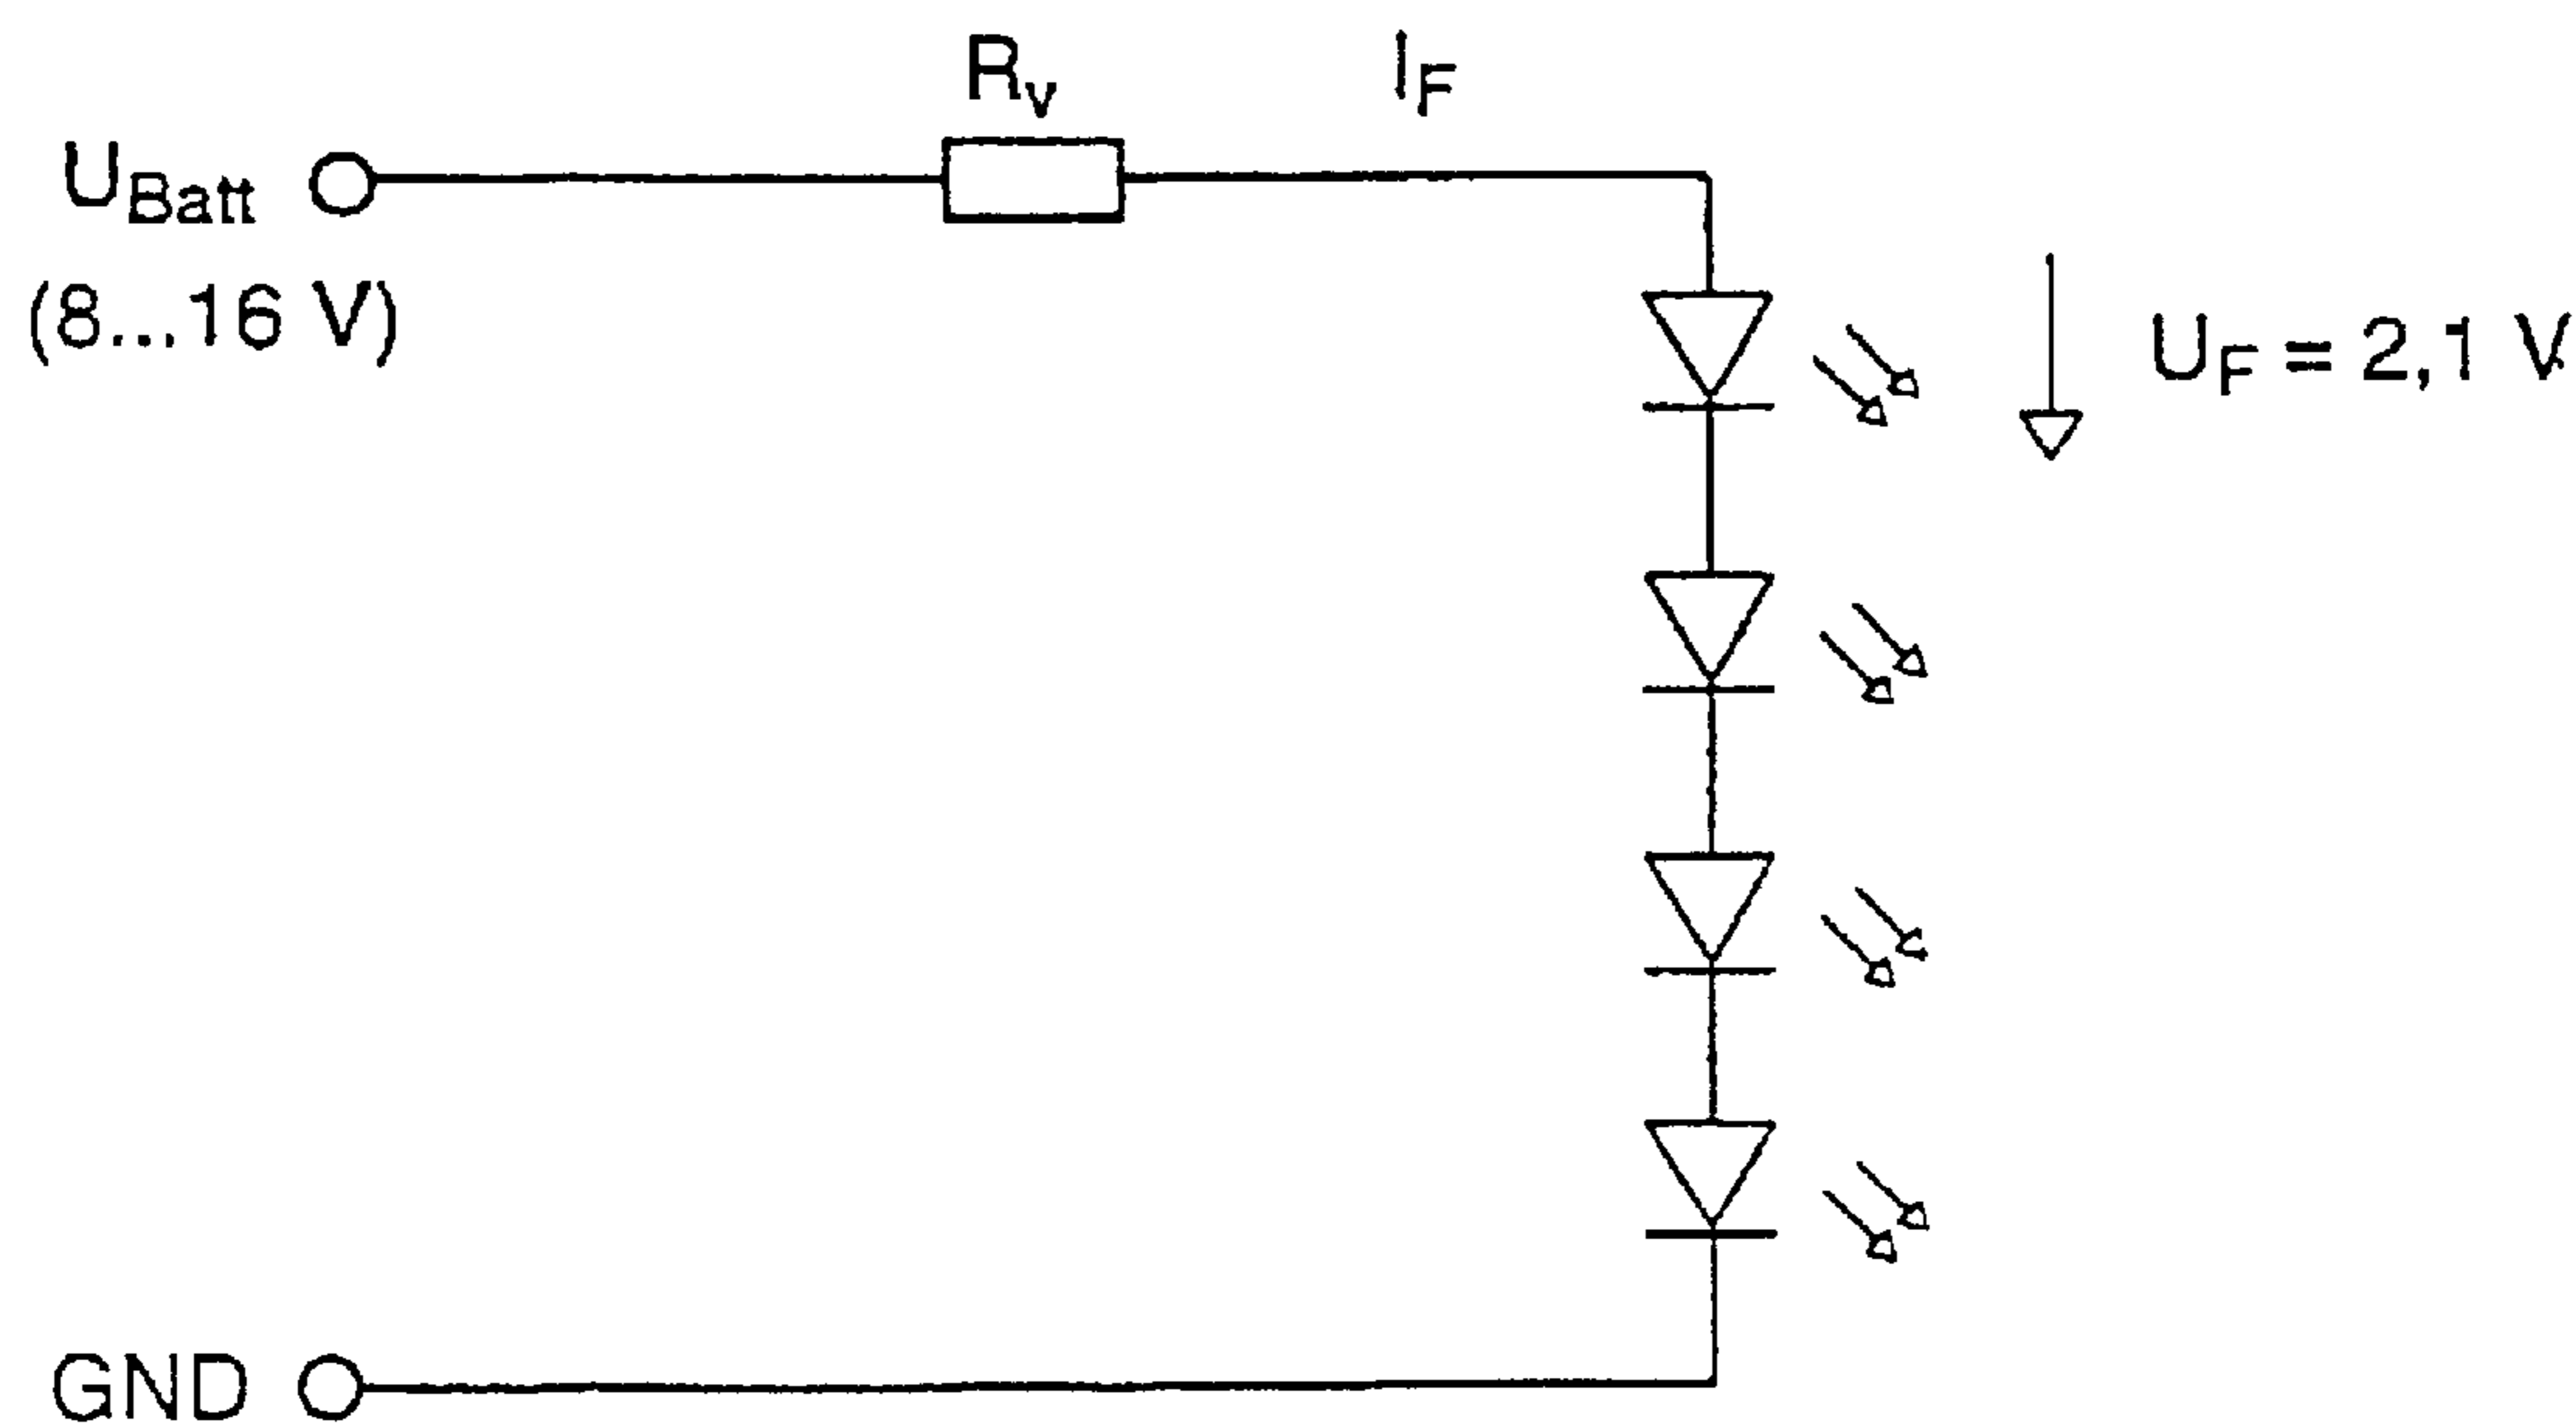 R_v
I_F
U_Batt
(8...16 V)
U_F = 2,1 V
GND